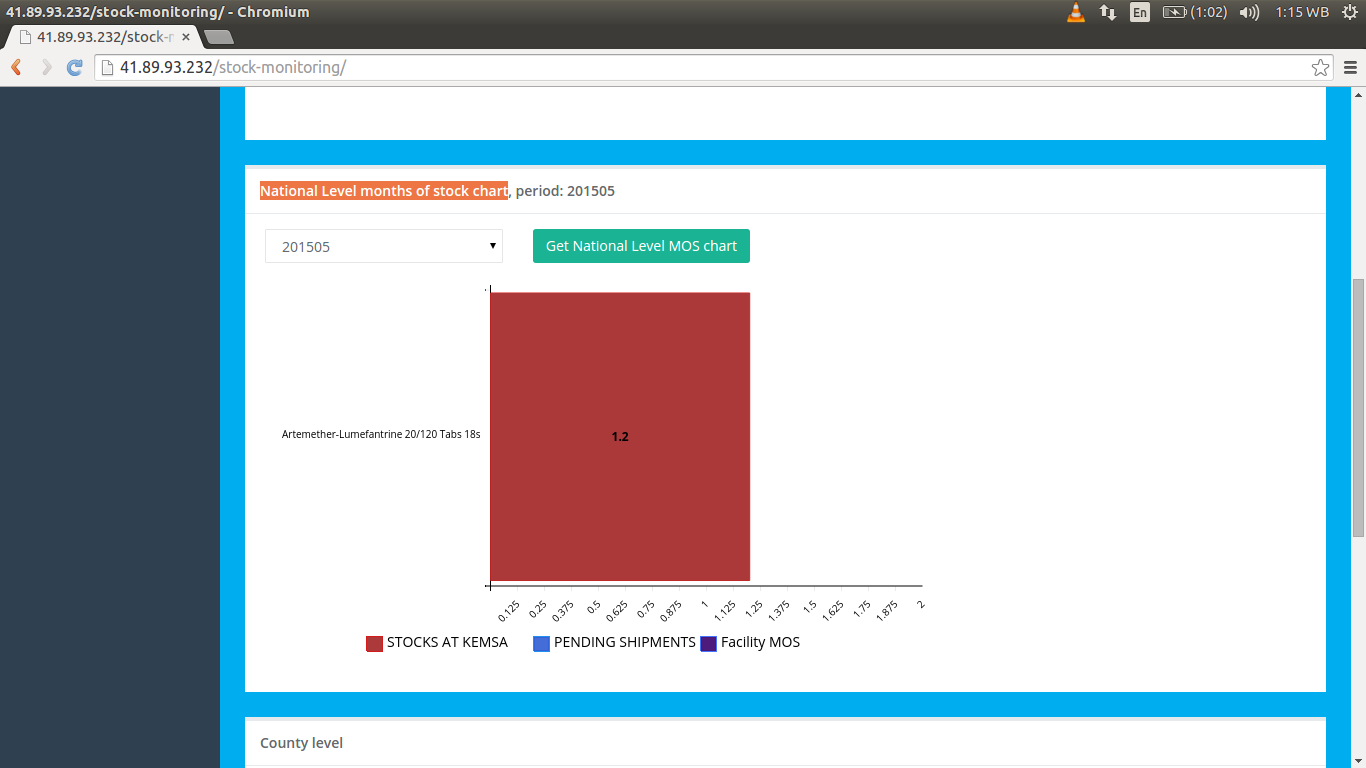 41.89.93.232/stock-monitoring/ - Chromium
En
(1:02)
1:15 WB
41.89.93.232/stock-r
41.89.93.232/stock-monitoring/
National Level months of stock chart, period: 201505
201505
Get National Level MOS chart
Artemether-Lumefantrine 20/120 Tabs 18s
1.2
0.125 0.25 0.375 0.5 0.625 0.75 0.875 1 1.125 1.25 1.375 1.5 1.625 1.75 1.875 2
STOCKS AT KEMSA PENDING SHIPMENTS Facility MOS
County level